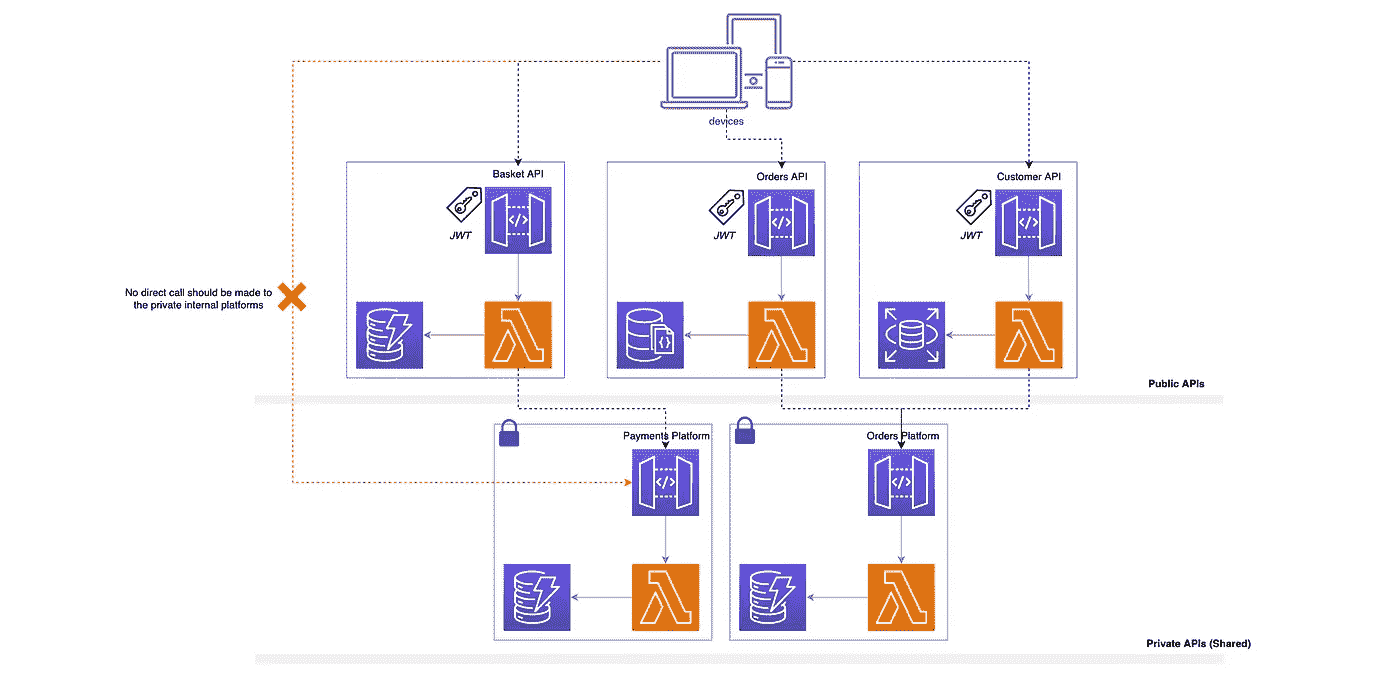 devices
Basket API
Orders API
Customer API
JWT
JWT
JWT
No direct call should be made to
the private internal platforms
Public APIs
Payments Platform
Orders Platform
Private APIs (Shared)